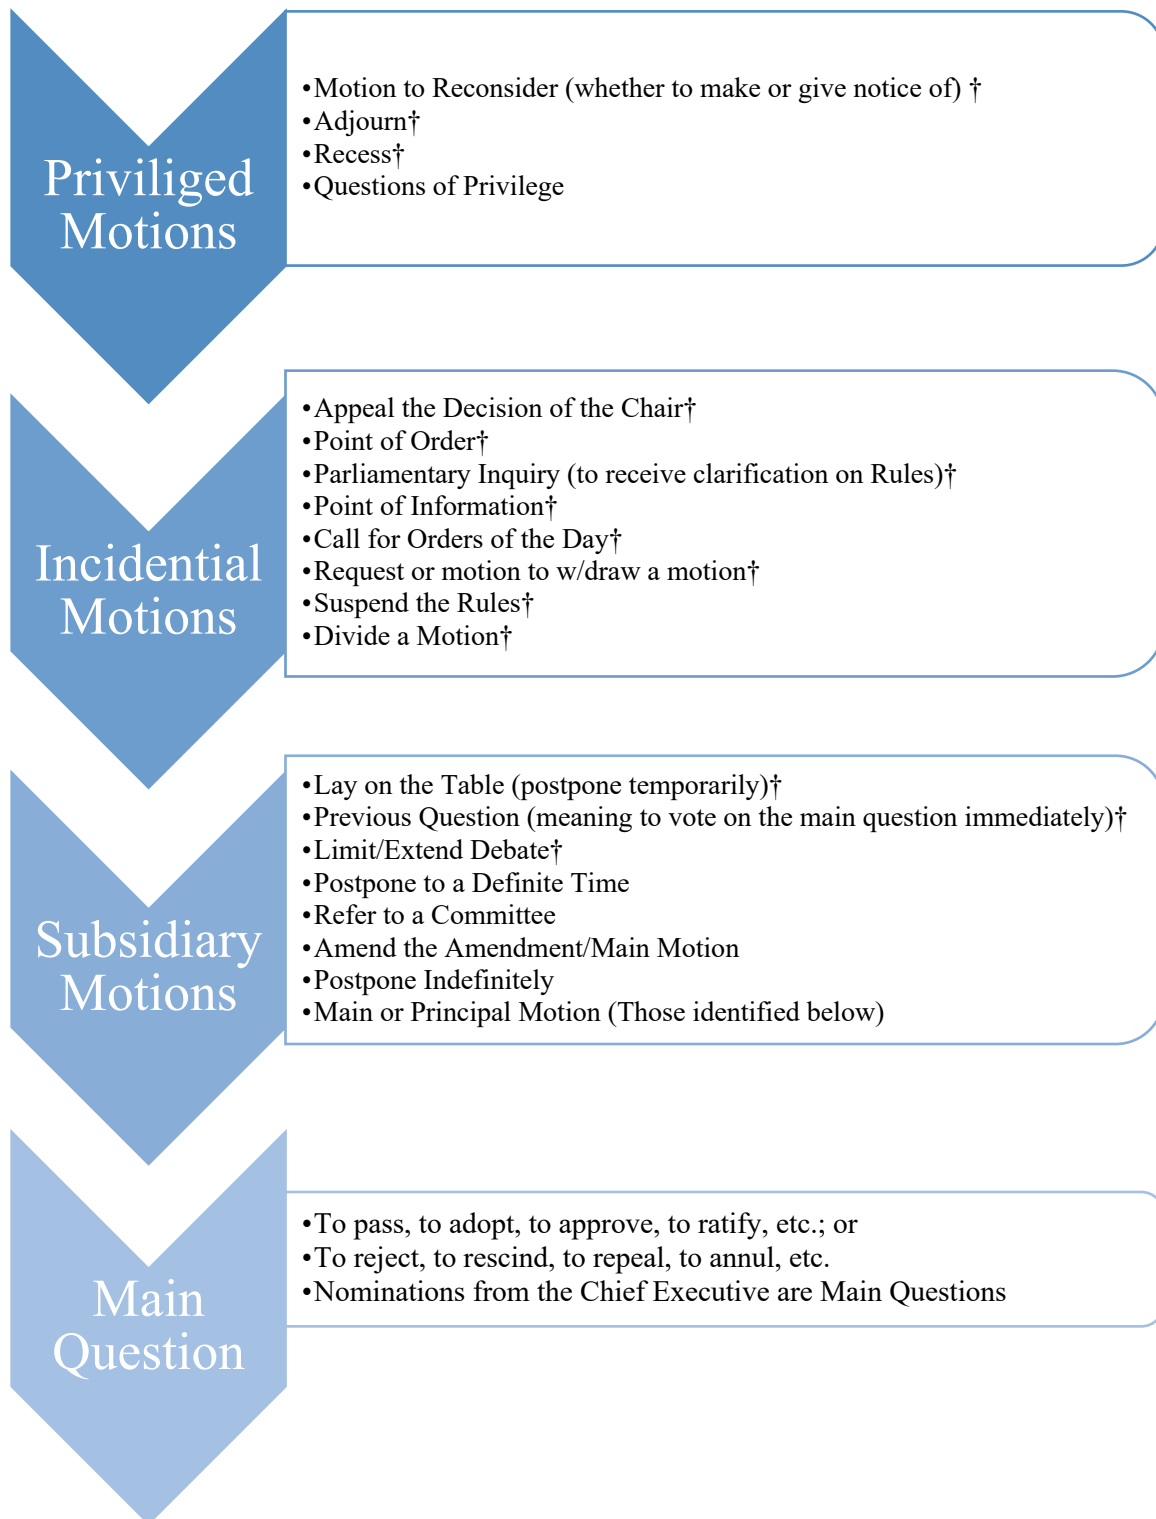 Priviliged
Motions
•Motion to Reconsider (whether to make or give notice of) †
•Adjourn†
•Recess†
•Questions of Privilege
Incidential
Motions
•Appeal the Decision of the Chair†
•Point of Order†
•Parliamentary Inquiry (to receive clarification on Rules)†
•Point of Information†
•Call for Orders of the Day†
•Request or motion to w/draw a motion†
•Suspend the Rules†
•Divide a Motion†
Subsidiary
Motions
•Lay on the Table (postpone temporarily)†
•Previous Question (meaning to vote on the main question immediately)†
•Limit/Extend Debate†
•Postpone to a Definite Time
•Refer to a Committee
•Amend the Amendment/Main Motion
•Postpone Indefinitely
•Main or Principal Motion (Those identified below)
Main
Question
•To pass, to adopt, to approve, to ratify, etc.; or
•To reject, to rescind, to repeal, to annul, etc.
•Nominations from the Chief Executive are Main Questions